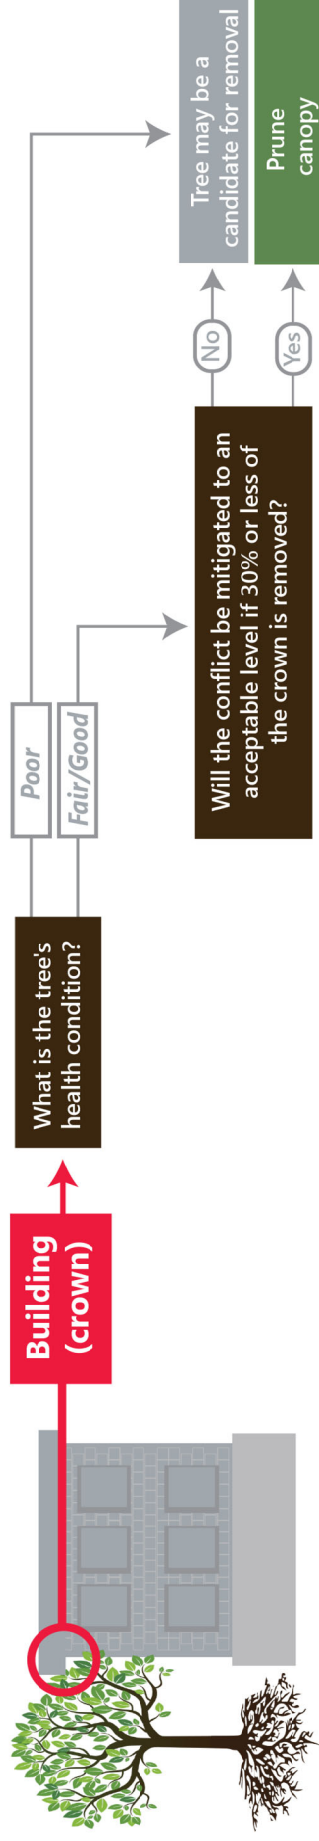 Building
(crown)
What is the tree's
health condition?
Poor
Fair/Good
Will the conflict be mitigated to an
acceptable level if 30% or less of
the crown is removed?
No
Yes
Tree may be a
candidate for removal
Prune
canopy